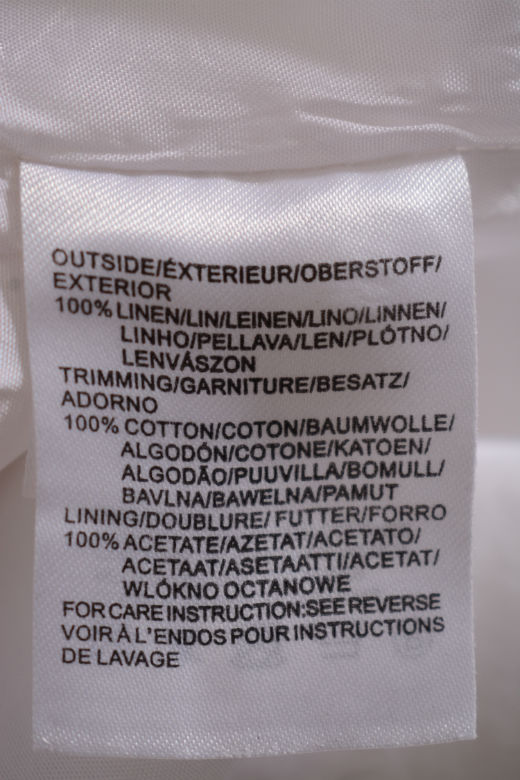 OUTSIDE/ÉXTERIEUR/OBERSTOFF/
EXTERIOR
100% LINEN/LIN/LEINEN/LINO/LINNEN/
LINHO/PELLAVA/LEN/PLÓTNO/
LENVÁSZON
TRIMMING/GARNITURE/BESATZ/
ADORNO
100% COTTON/COTON/BAUMWOLLE/
ALGODÓN/COTONE/KATOEN/
ALGODÃO/PUUVILLA/BOMULL/
BAVLNA/BAWELNA/PAMUT
LINING/DOUBLURE/ FUTTER/FORRO
100% ACETATE/AZETAT/ACETATO/
ACETAAT/ASETAATTI/ACETAT/
WLÓKNO OCTANOWE
FOR CARE INSTRUCTION:SEE REVERSE
VOIR À L'ENDOS POUR INSTRUCTIONS
DE LAVAGE